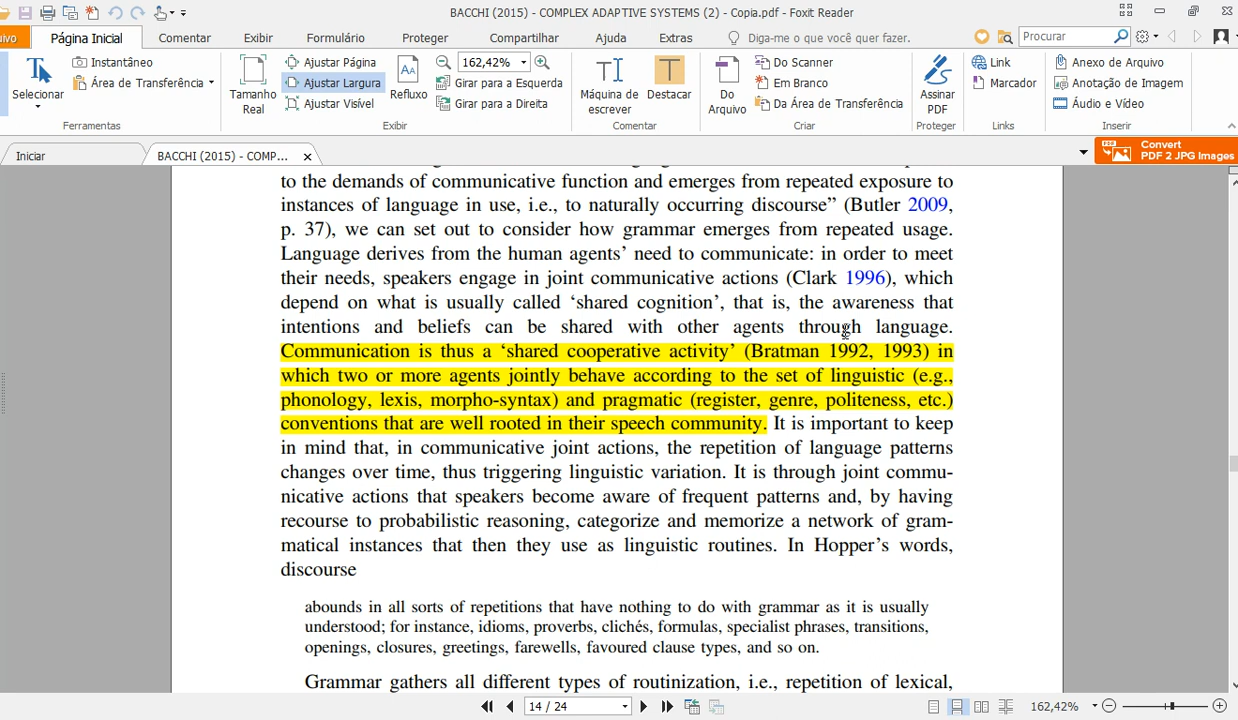 BACCHI (2015) - COMPLEX ADAPTIVE SYSTEMS (2) - Copia.pdf - Foxit Reader
ivo Página Inicial Comentar Exibir Formulário Proteger Compartilhar Ajuda Extras Diga-me o que você quer fazer. Procurar
Selecionar
Instantâneo
Área de Transferência
Ferramentas
Tamanho Real
Ajustar Página
Ajustar Largura
Ajustar Visível
Refluxo
162,42%
Girar para a Esquerda
Girar para a Direita
Exibir
Máquina de escrever
Destacar
Comentar
Do Arquivo
Do Scanner
Em Branco
Da Área de Transferência
Criar
Assinar PDF
Proteger
Link
Marcador
Links
Anexo de Arquivo
Anotação de Imagem
Áudio e Vídeo
Inserir
Iniciar
BACCHI (2015) - COMP...
Convert
PDF 2 JPG Images
to the demands of communicative function and emerges from repeated exposure to
instances of language in use, i.e., to naturally occurring discourse” (Butler 2009,
p. 37), we can set out to consider how grammar emerges from repeated usage.
Language derives from the human agents’ need to communicate: in order to meet
their needs, speakers engage in joint communicative actions (Clark 1996), which
depend on what is usually called ‘shared cognition’, that is, the awareness that
intentions and beliefs can be shared with other agents through language.
Communication is thus a ‘shared cooperative activity’ (Bratman 1992, 1993) in
which two or more agents jointly behave according to the set of linguistic (e.g.,
phonology, lexis, morpho-syntax) and pragmatic (register, genre, politeness, etc.)
conventions that are well rooted in their speech community. It is important to keep
in mind that, in communicative joint actions, the repetition of language patterns
changes over time, thus triggering linguistic variation. It is through joint commu-
nicative actions that speakers become aware of frequent patterns and, by having
recourse to probabilistic reasoning, categorize and memorize a network of gram-
matical instances that then they use as linguistic routines. In Hopper’s words,
discourse
abounds in all sorts of repetitions that have nothing to do with grammar as it is usually
understood; for instance, idioms, proverbs, clichés, formulas, specialist phrases, transitions,
openings, closures, greetings, farewells, favoured clause types, and so on.
Grammar gathers all different types of routinization, i.e., repetition of lexical,
14 / 24
162,42%